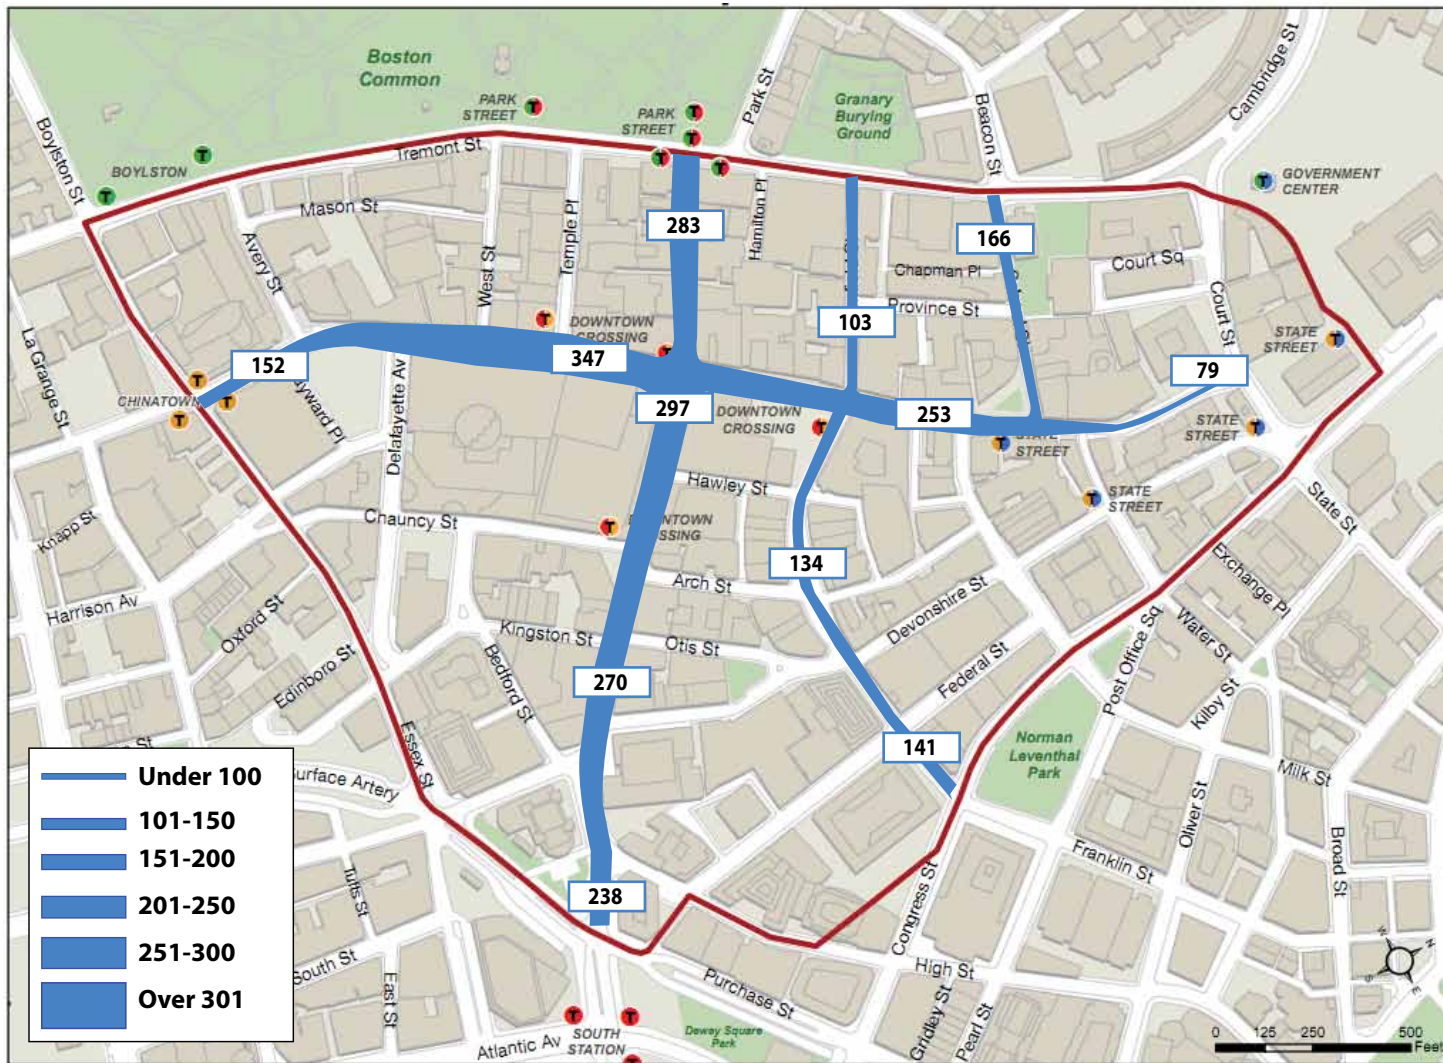 Boston
Common
PARK
STREET
PARK
STREET
Park St
Granary
Burying
Ground
Beacon St
Cambridge St
Boylston St
BOYLSTON
Tremont St
GOVERNMENT
CENTER
Mason St
Avery St
West St
Temple Pl
283
Hamilton Pl
166
Chapman Pl
Court Sq
Province St
Court St
La Grange St
DOWNTOWN
CROSSING
103
STATE
STREET
152
347
79
CHINATOWN
Delafayette Av
297
DOWNTOWN
CROSSING
253
STATE
STREET
STATE
STREET
Hawley St
STATE
STREET
State St
Knapp St
Chauncy St
134
Arch St
Exchange Pl
Harrison Av
Oxford St
Kingston St
Otis St
Devonshire St
Water St
Edinboro St
Bedford St
270
Federal St
Post Office Sq
Kilby St
Essex St
141
Norman
Leventhal
Park
Milk St
Surface Artery
Oliver St
Broad St
Franklin St
Tufts St
238
Congress St
High St
South St
East St
Purchase St
Gridley St
Pearl St
Atlantic Av
SOUTH
STATION
Dewey Square
Park
Under 100
101-150
151-200
201-250
251-300
Over 301
W
N
S
E
0 125 250 500
Feet